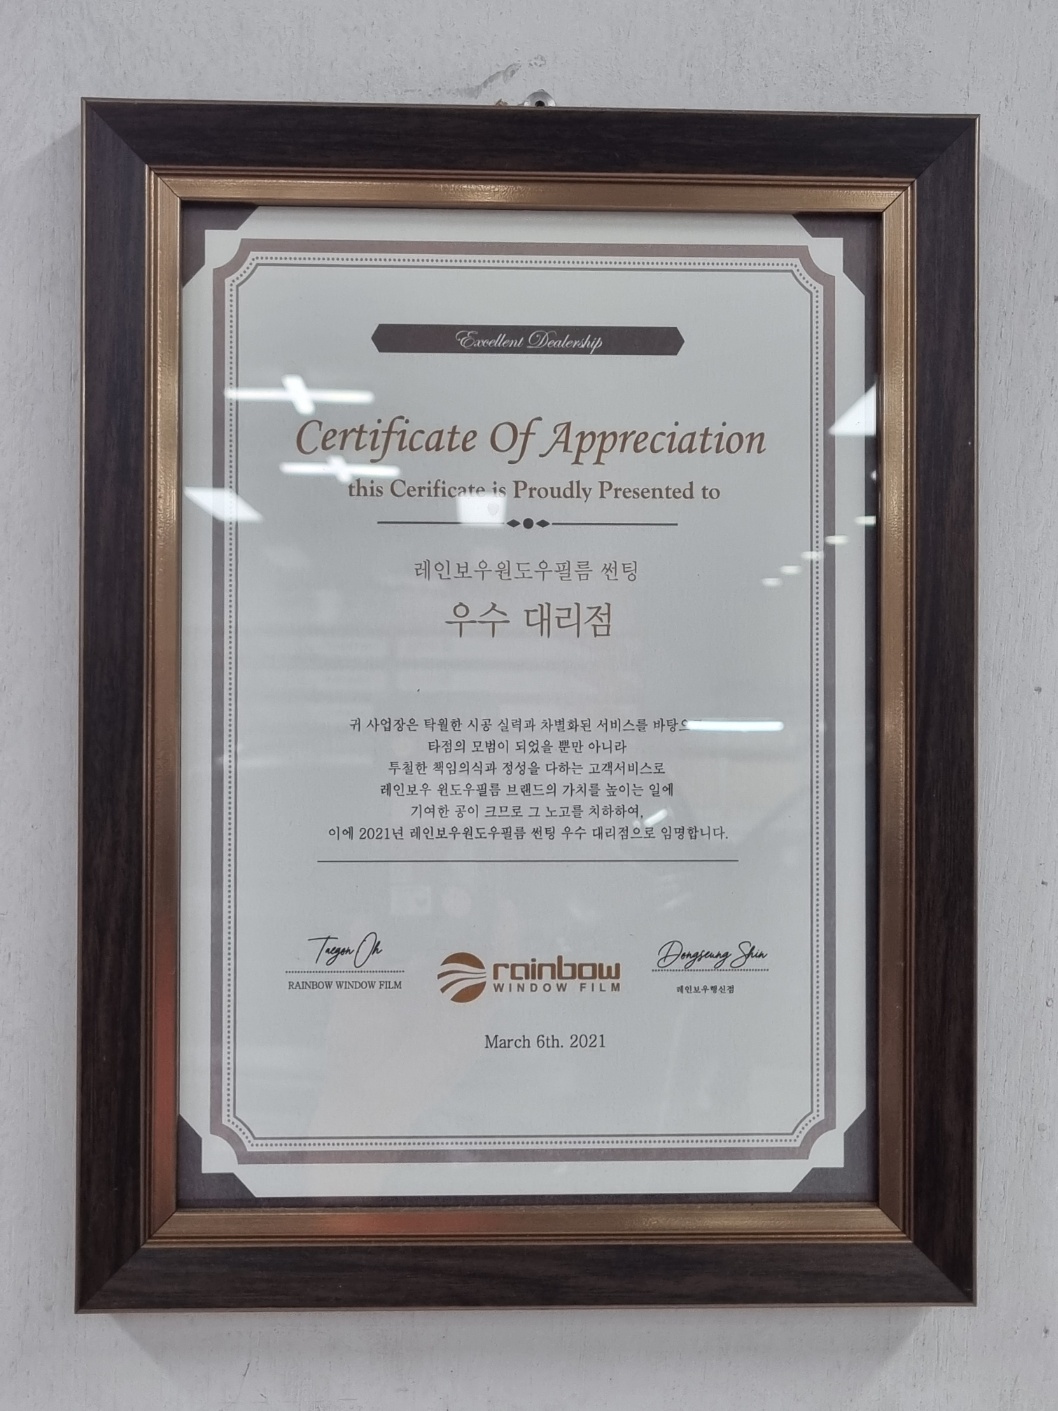 Excellent Dealership
Certificate Of Appreciation
this Cerificate is Proudly Presented to
레인보우윈도우필름 썬팅
우수 대리점
귀 사업장은 탁월한 시공 실력과 차별화된 서비스를 바탕으
타점의 모범이 되었을 뿐만 아니라
투철한 책임의식과 정성을 다하는 고객서비스로
레인보우 윈도우필름 브랜드의 가치를 높이는 일에
기여한 공이 크므로 그 노고를 치하하여,
이에 2021년 레인보우윈도우필름 썬팅 우수 대리점으로 임명합니다.
Taegon Oh
RAINBOW WINDOW FILM
rainbow
WINDOW FILM
Dongseung Shin
레인보우행신점
March 6th. 2021